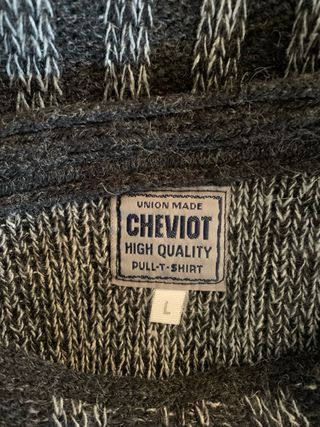 UNION MADE
CHEVIOT
HIGH QUALITY
PULL-T-SHIRT
L